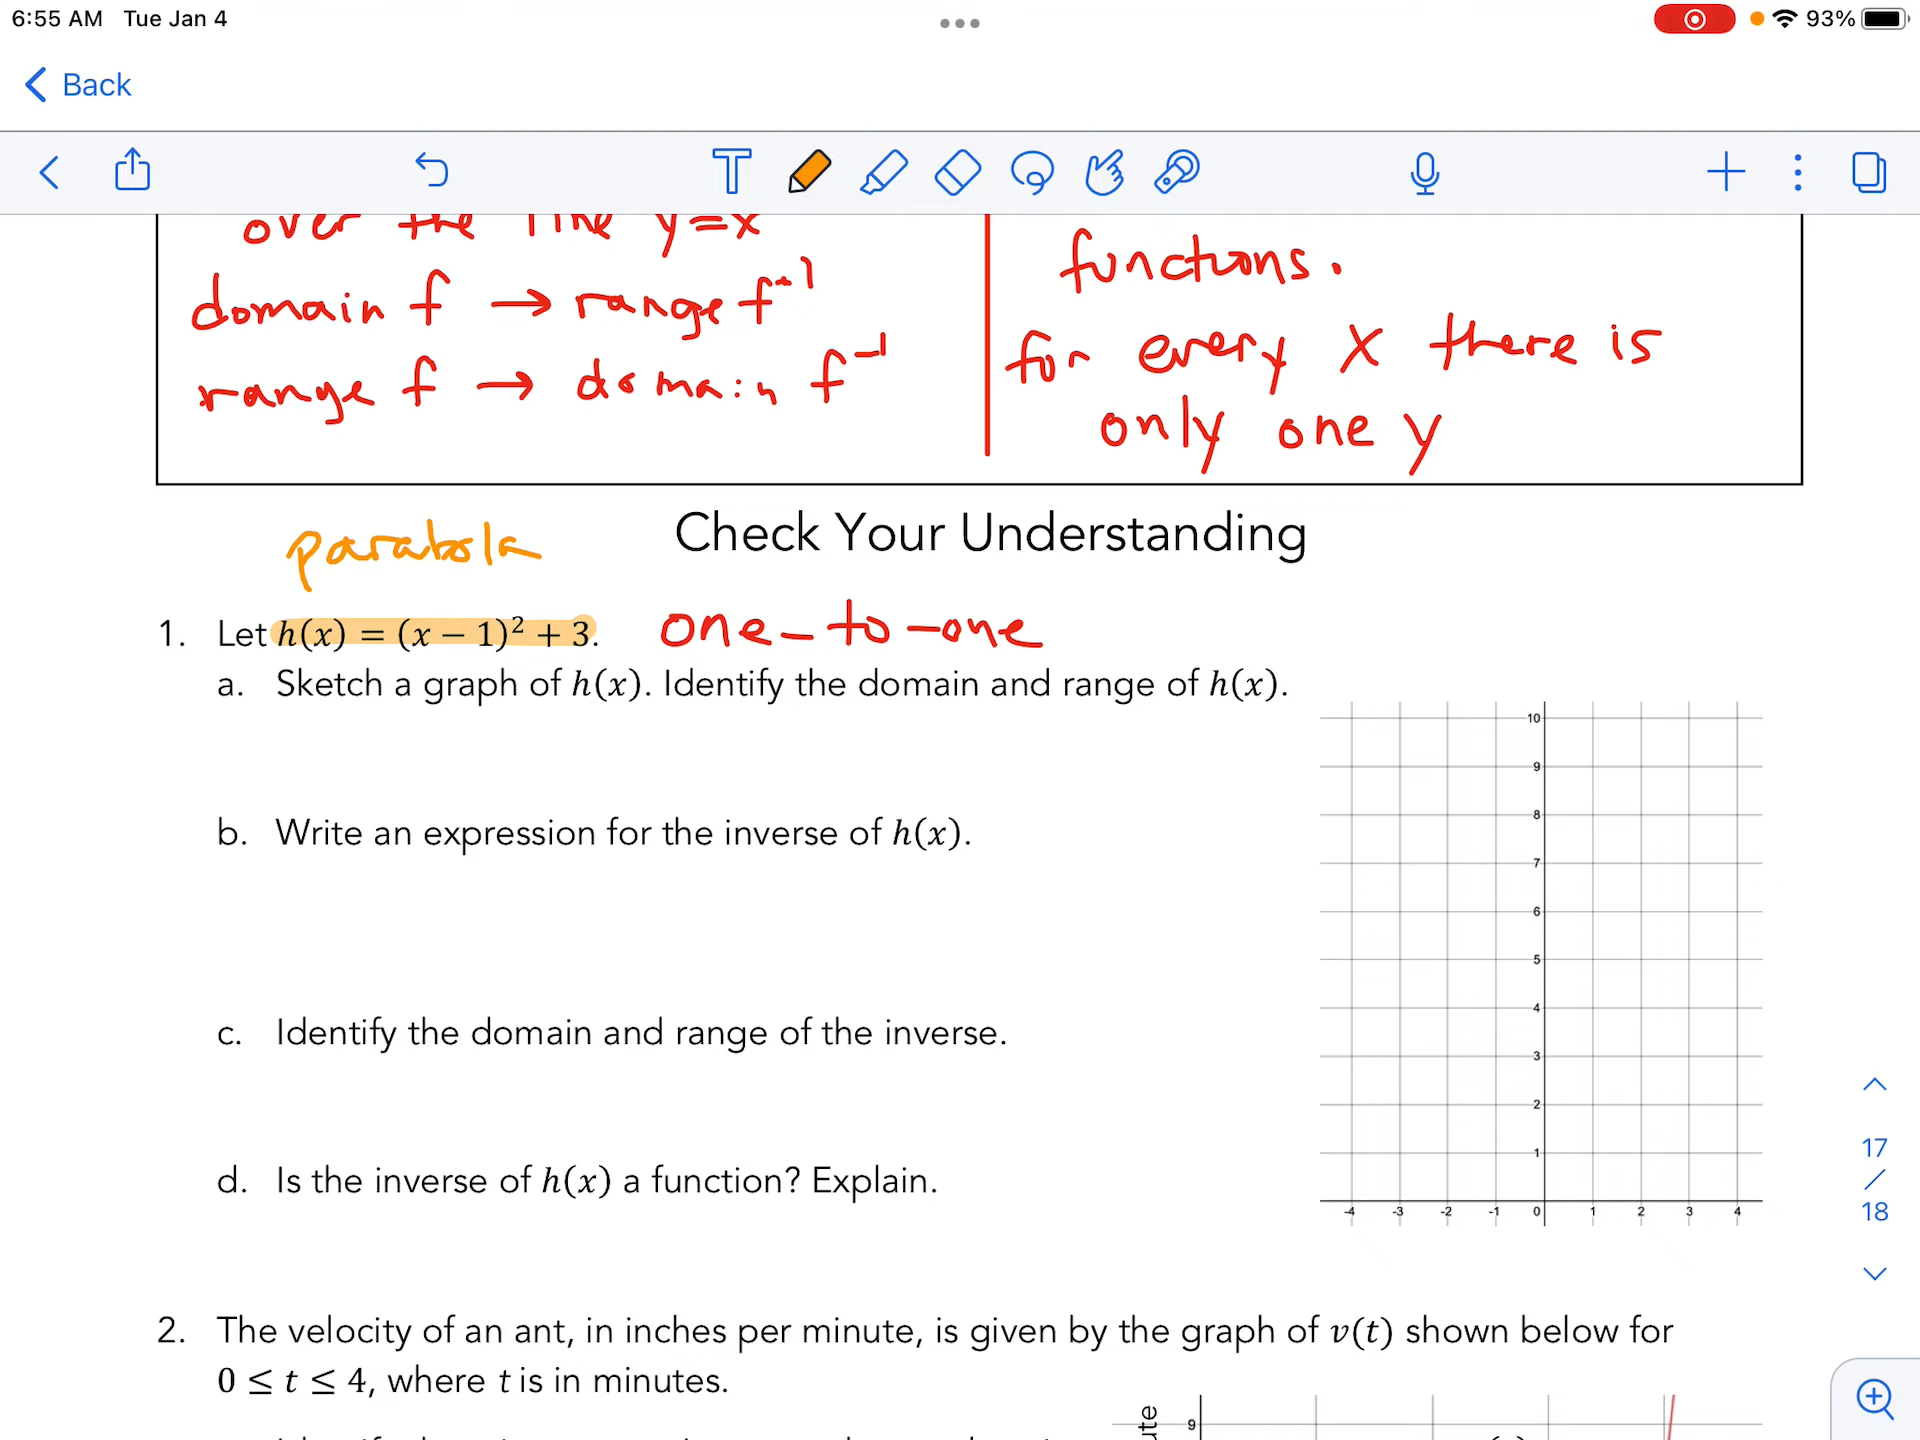 6:55 AM Tue Jan 4
93%
Back
over the line y=x
domain f → range f⁻¹
range f → domain f⁻¹
functions.
for every x there is
only one y
parabola
Check Your Understanding
1. Let h(x) = (x − 1)² + 3.
one-to-one
a. Sketch a graph of h(x). Identify the domain and range of h(x).
b. Write an expression for the inverse of h(x).
c. Identify the domain and range of the inverse.
d. Is the inverse of h(x) a function? Explain.
10
9
8
7
6
5
4
3
2
1
-4 -3 -2 -1 0 1 2 3 4
17
/
18
2. The velocity of an ant, in inches per minute, is given by the graph of v(t) shown below for
0 ≤ t ≤ 4, where t is in minutes.
ute
9